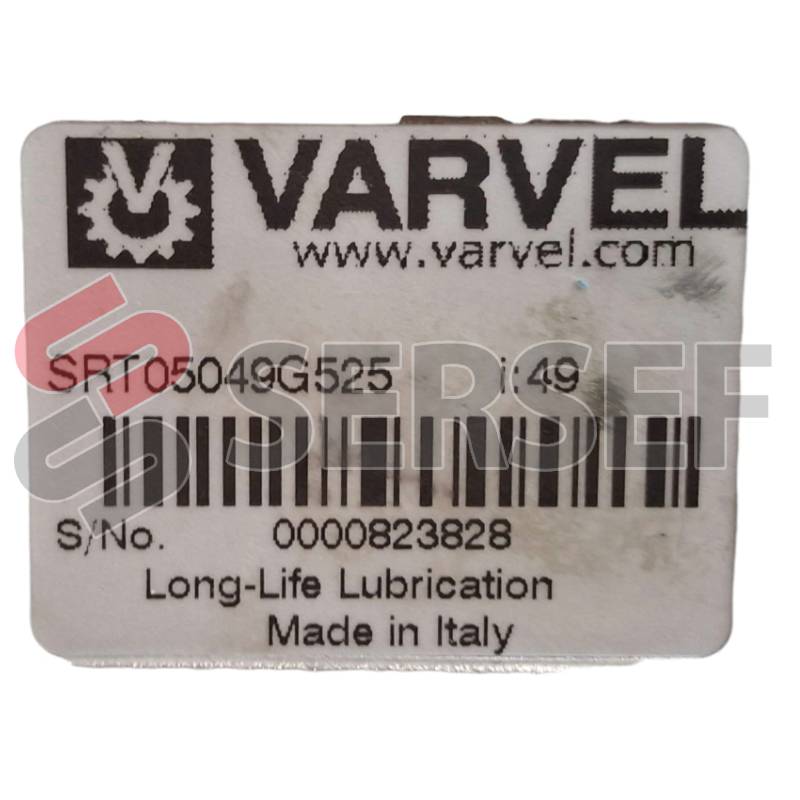 VARVEL
www.varvel.com
SRT05049G525 i:49
SERSEF
S/No. 0000823828
Long-Life Lubrication
Made in Italy